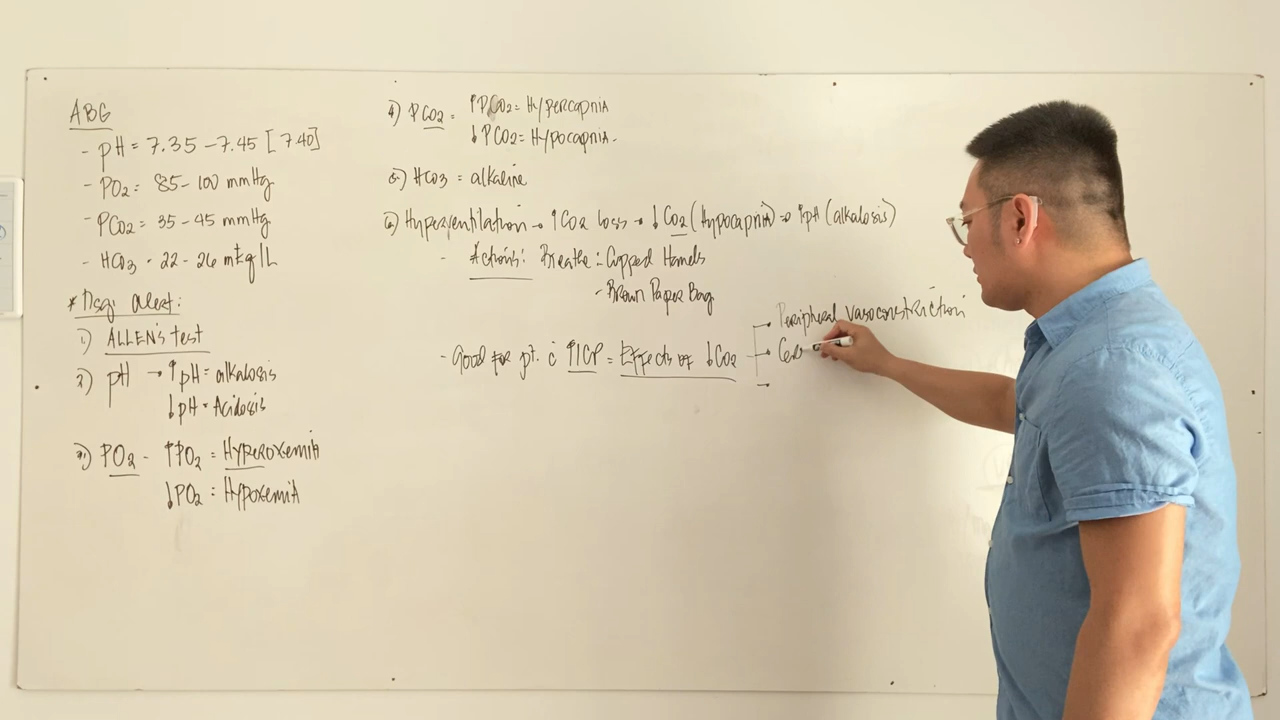 ABG
- pH = 7.35 - 7.45 [7.40]
- PO2 = 85 - 100 mmHg
- PCO2 = 35 - 45 mmHg
- HCO3 - 22 - 26 mEq/L
* Nsg. Alert:
1) ALLEN's test
2) pH → ↑pH = alkalosis
↓pH = Acidosis
3) PO2 - ↑PO2 = Hyperoxemia
↓PO2 = Hypoxemia
4) PCO2 = ↑PCO2 = Hypercapnia
↓PCO2 = Hypocapnia
5) HCO3 = alkaline
6) Hyperventilation → ↑CO2 loss → ↓CO2 (Hypocapnia) → ↑pH (alkalosis)
- Actions: Breathe : Cupped Hands
- Brown Paper Bag
- Good for pt. c̄ ↑ICP = Effects of ↓CO2
Peripheral vasoconstriction
Cer